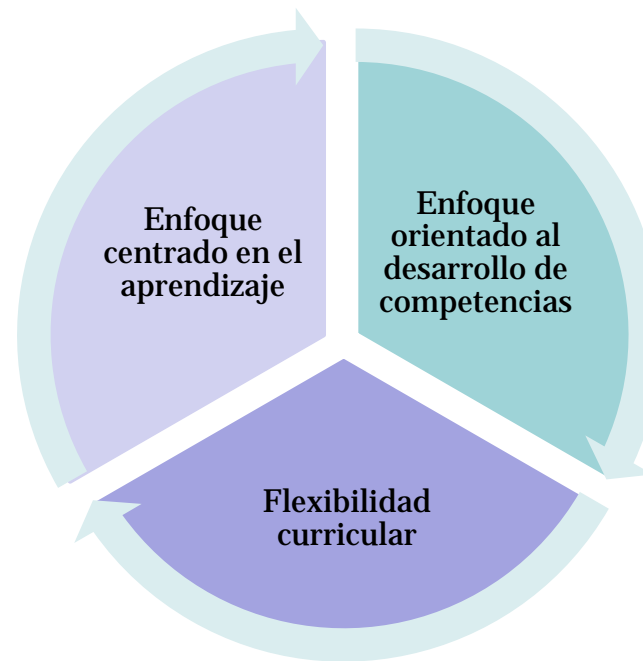 Enfoque
centrado en el
aprendizaje
Enfoque
orientado al
desarrollo de
competencias
Flexibilidad
curricular